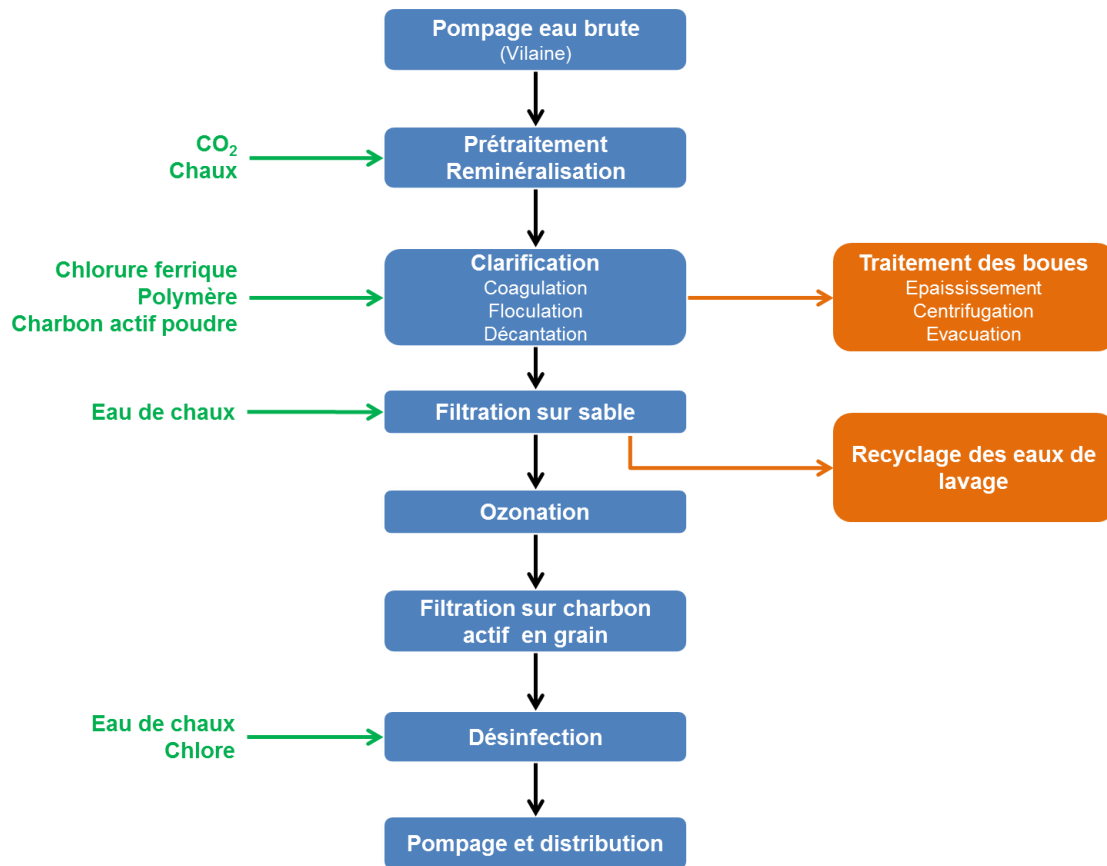 Pompage eau brute
(Vilaine)
CO₂
Chaux
Prétraitement
Reminéralisation
Chlorure ferrique
Polymère
Charbon actif poudre
Clarification
Coagulation
Floculation
Décantation
Traitement des boues
Epaississement
Centrifugation
Evacuation
Eau de chaux
Filtration sur sable
Recyclage des eaux de
lavage
Ozonation
Filtration sur charbon
actif en grain
Eau de chaux
Chlore
Désinfection
Pompage et distribution